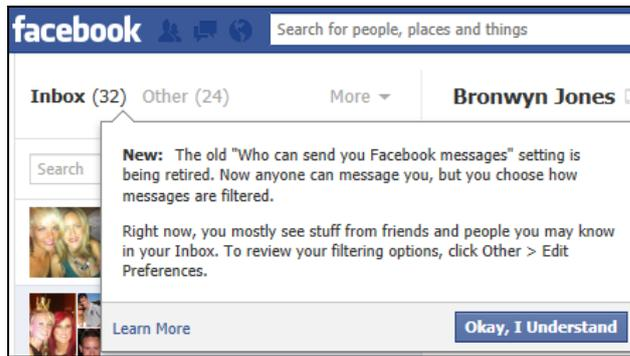 facebook Search for people, places and things
Inbox (32) Other (24) More Bronwyn Jones
Search
New: The old "Who can send you Facebook messages" setting is
being retired. Now anyone can message you, but you choose how
messages are filtered.
Right now, you mostly see stuff from friends and people you may know
in your Inbox. To review your filtering options, click Other > Edit
Preferences.
Learn More Okay, I Understand